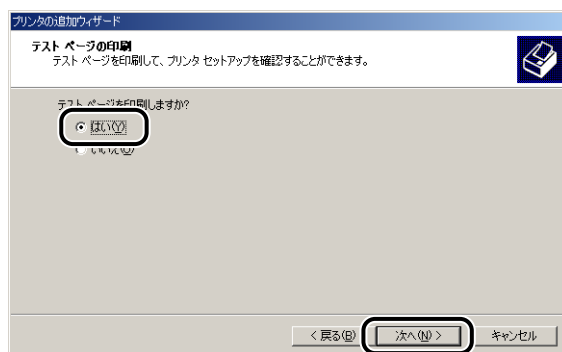 プリンタの追加ウィザード
テスト ページの印刷
テスト ページを印刷して、プリンタ セットアップを確認することができます。
テスト ページを印刷しますか?
はい(Y)
いいえ(O)
< 戻る(B)
次へ(N) >
キャンセル